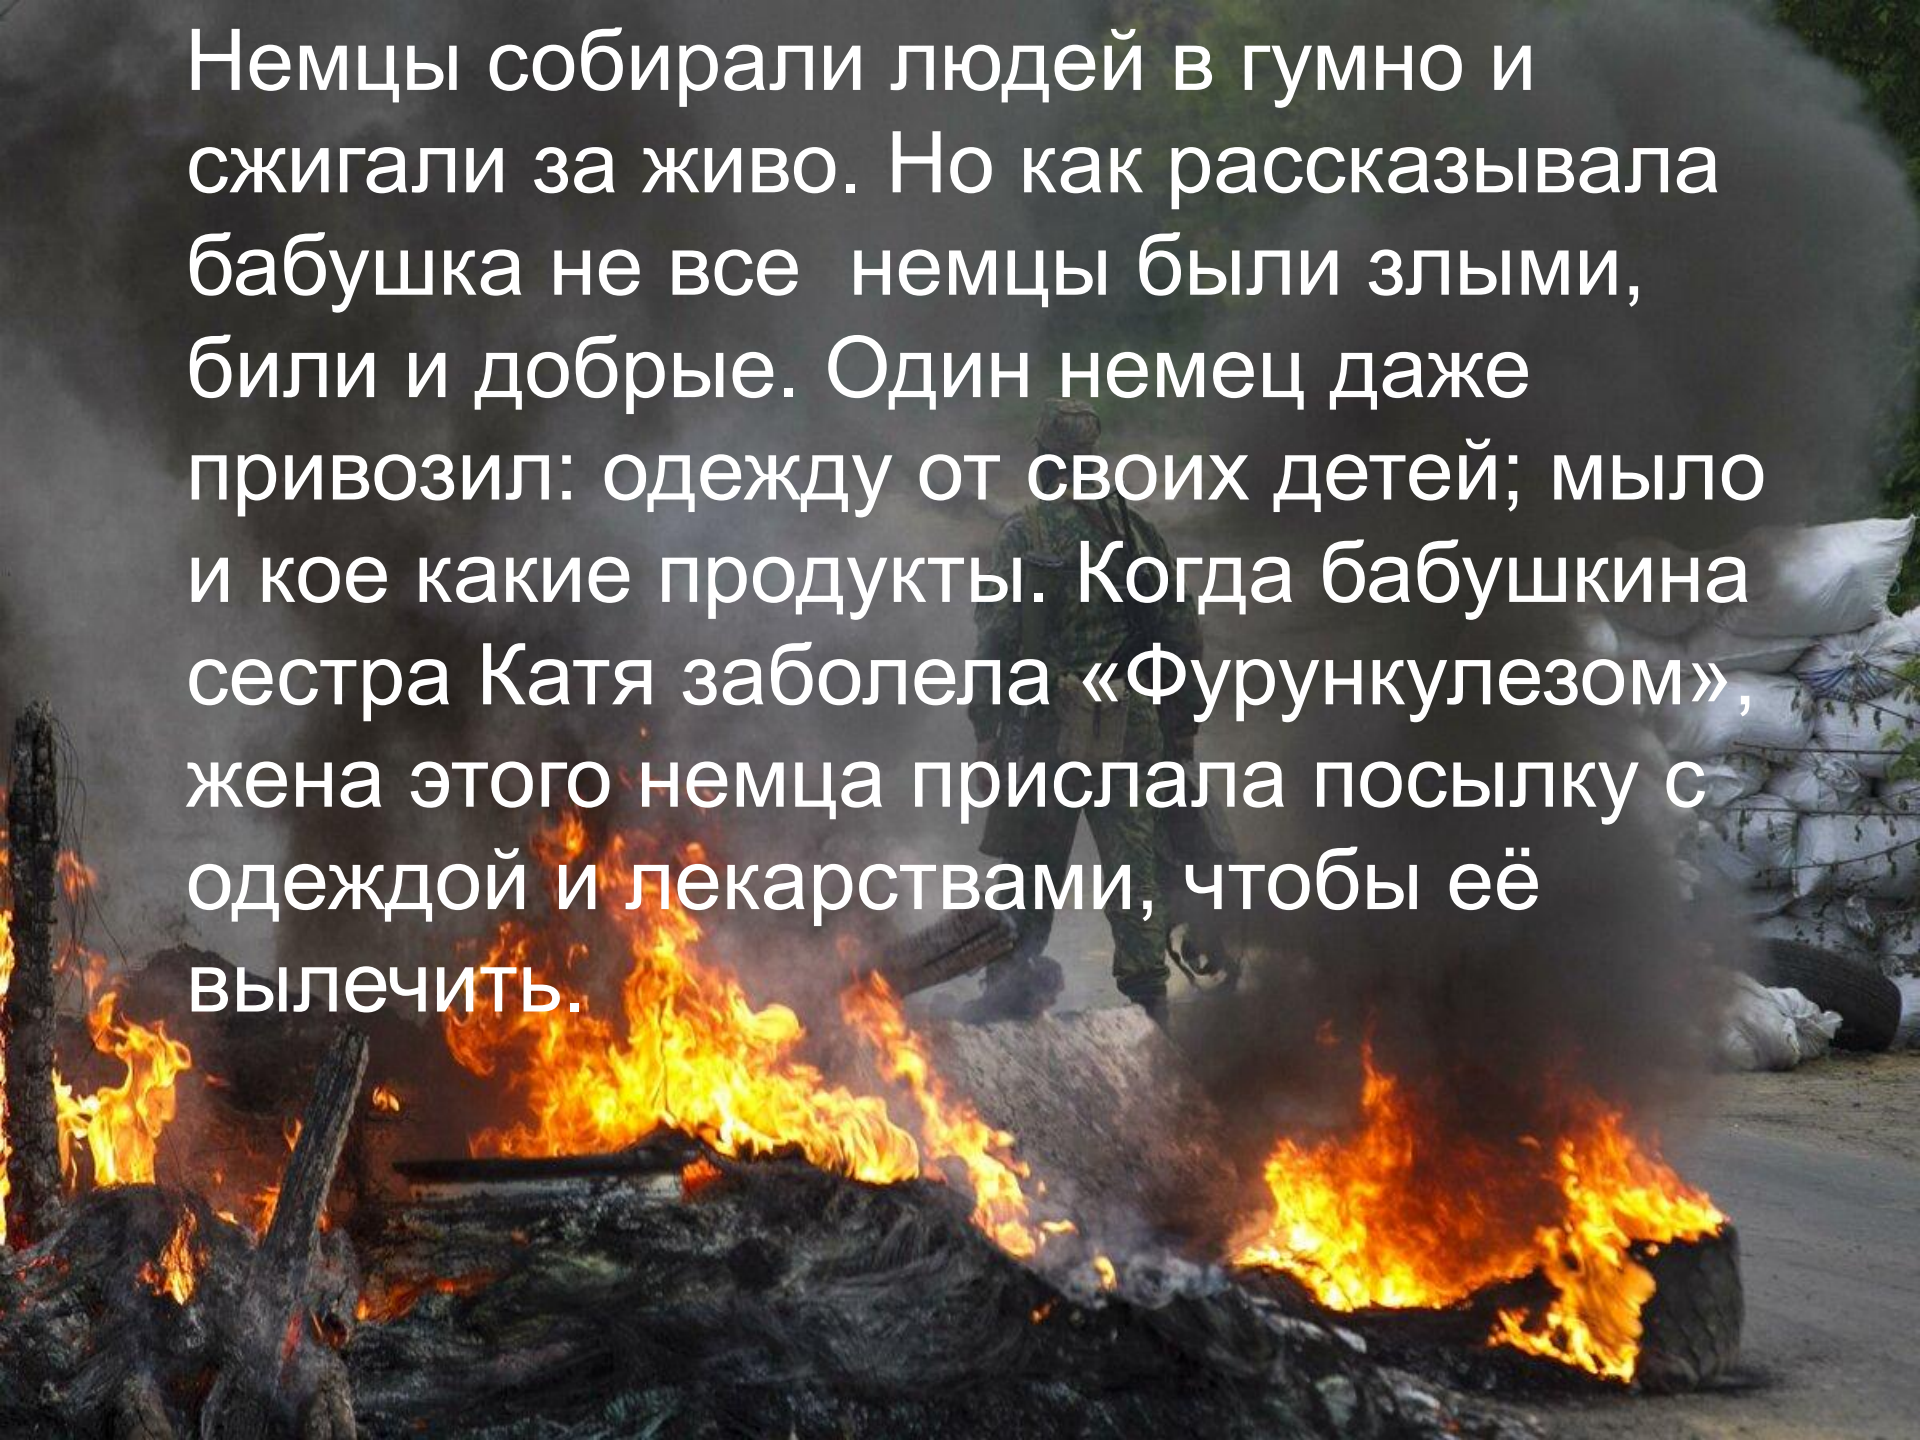 Немцы собирали людей в гумно и
сжигали за живо. Но как рассказывала
бабушка не все  немцы были злыми,
били и добрые. Один немец даже
привозил: одежду от своих детей; мыло
и кое какие продукты. Когда бабушкина
сестра Катя заболела «Фурункулезом»,
жена этого немца прислала посылку с
одеждой и лекарствами, чтобы её
вылечить.